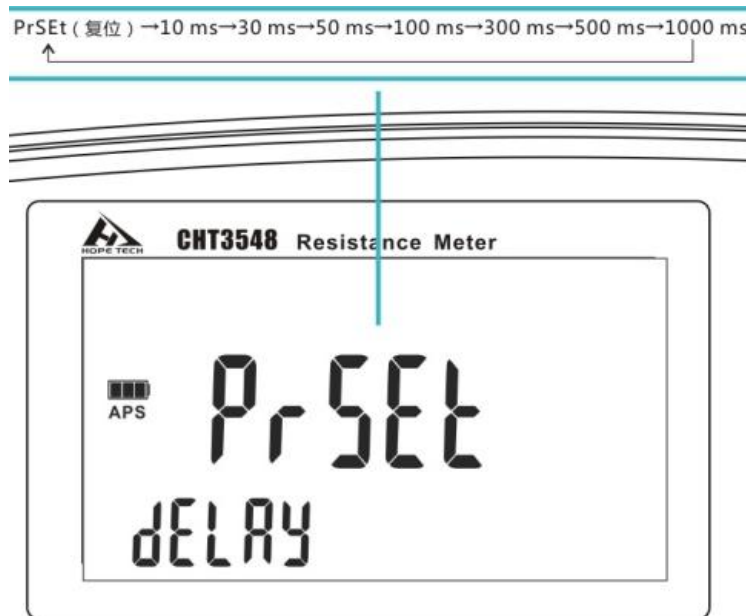 PrSEt（复位）→10 ms→30 ms→50 ms→100 ms→300 ms→500 ms→1000 ms
HOPE TECH
CHT3548 Resistance Meter
PrSEt
APS
dELAY